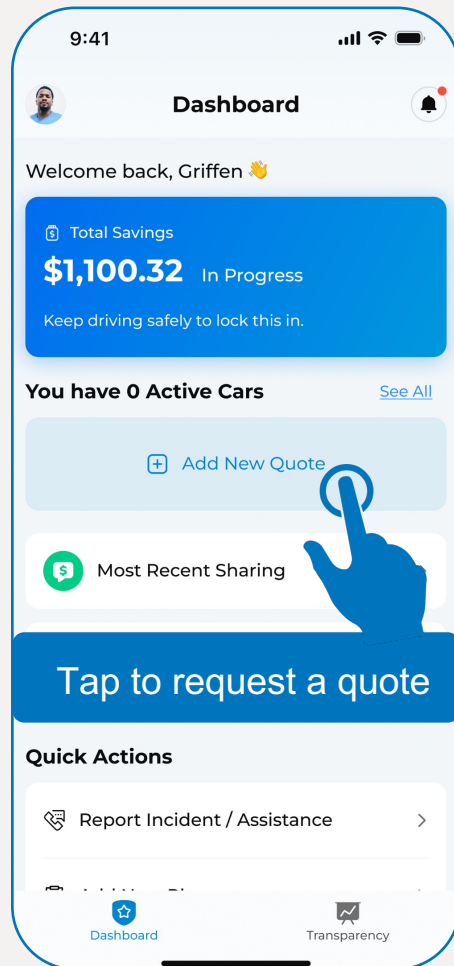 9:41
Dashboard
Welcome back, Griffen 👋
Total Savings
$1,100.32 In Progress
Keep driving safely to lock this in.
You have 0 Active Cars See All
Add New Quote
Most Recent Sharing
Tap to request a quote
Quick Actions
Report Incident / Assistance
Dashboard Transparency